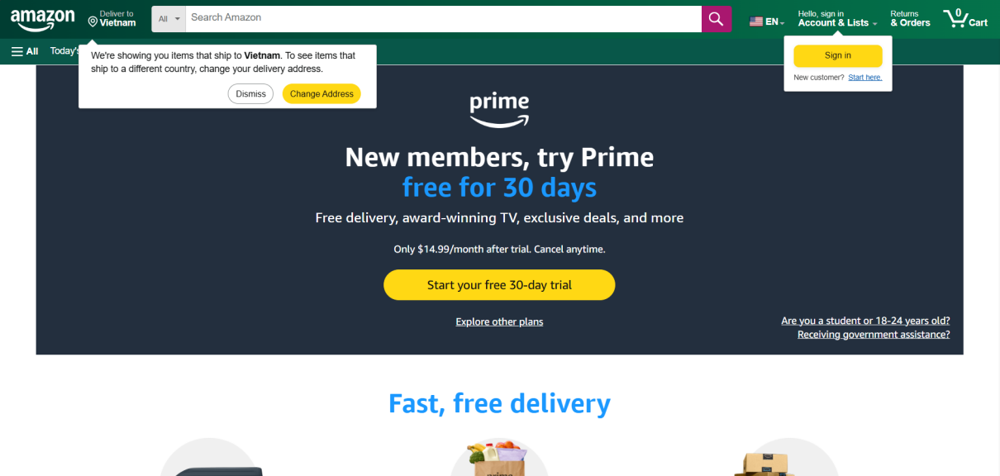 amazon
Deliver to
Vietnam
All
Search Amazon
EN
Hello, sign in
Account & Lists
Returns
& Orders
0
Cart
All
Today's
We're showing you items that ship to Vietnam. To see items that
ship to a different country, change your delivery address.
Dismiss
Change Address
Sign in
New customer? Start here.
prime
New members, try Prime
free for 30 days
Free delivery, award-winning TV, exclusive deals, and more
Only $14.99/month after trial. Cancel anytime.
Start your free 30-day trial
Explore other plans
Are you a student or 18-24 years old?
Receiving government assistance?
Fast, free delivery
prime